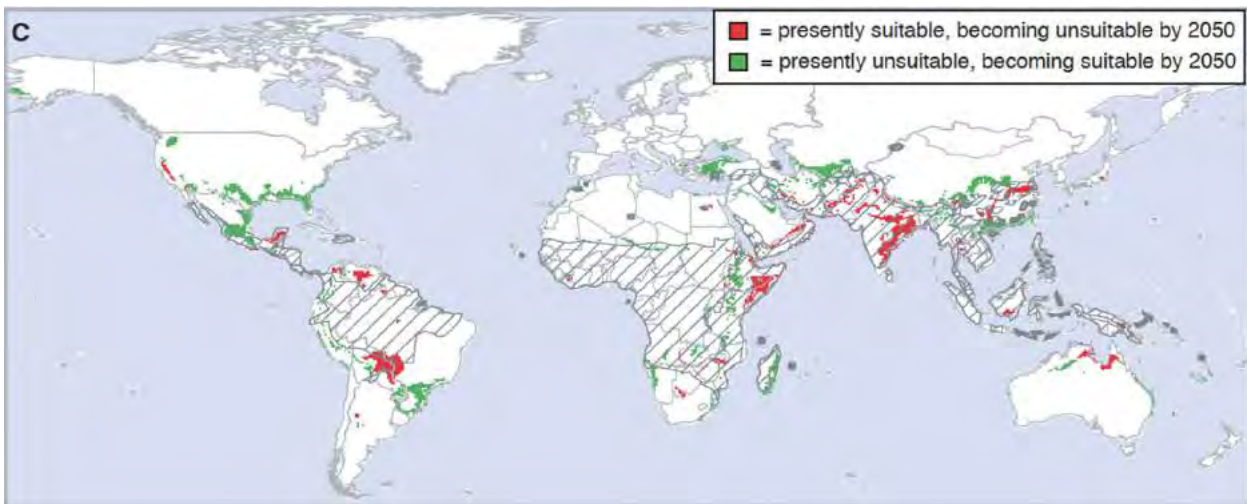 C
= presently suitable, becoming unsuitable by 2050
= presently unsuitable, becoming suitable by 2050